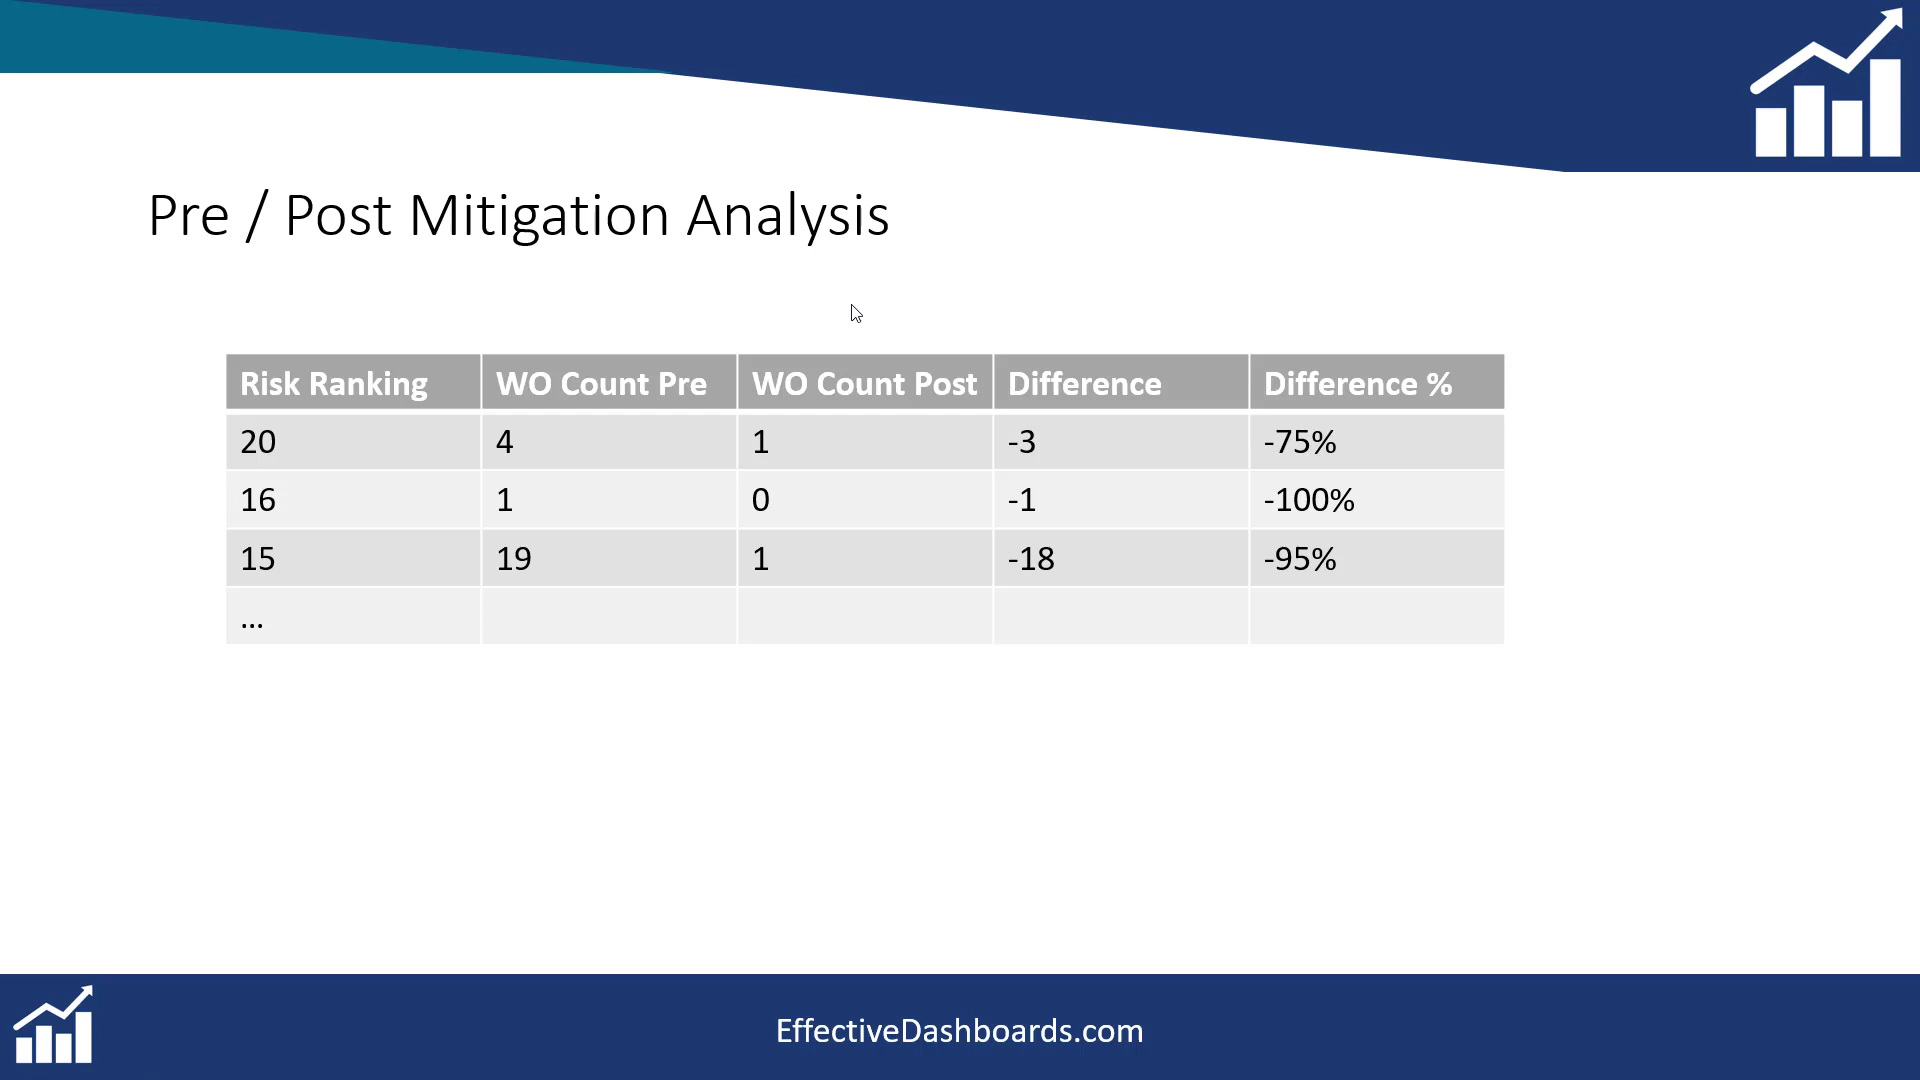 Pre / Post Mitigation Analysis
Risk Ranking WO Count Pre WO Count Post Difference Difference %
20 4 1 -3 -75%
16 1 0 -1 -100%
15 19 1 -18 -95%
...
EffectiveDashboards.com